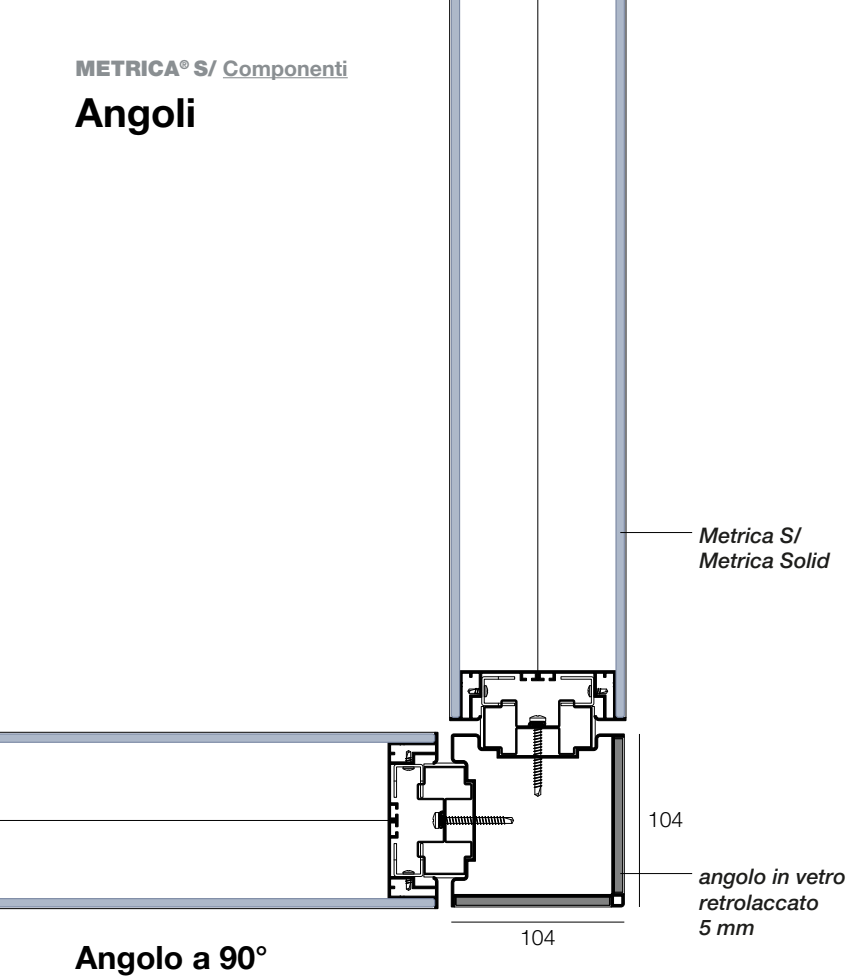 METRICA® S/ Componenti
Angoli
Metrica S/
Metrica Solid
104
angolo in vetro
retrolaccato
5 mm
104
Angolo a 90°